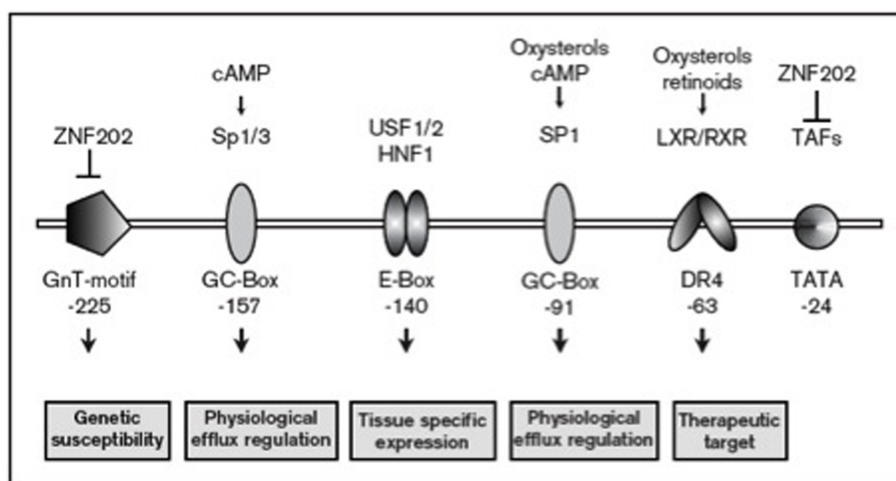 cAMP
Oxysterols
cAMP
Oxysterols
retinoids
ZNF202
ZNF202
Sp1/3
USF1/2
HNF1
SP1
LXR/RXR
TAFs
GnT-motif
-225
GC-Box
-157
E-Box
-140
GC-Box
-91
DR4
-63
TATA
-24
Genetic
susceptibility
Physiological
efflux regulation
Tissue specific
expression
Physiological
efflux regulation
Therapeutic
target